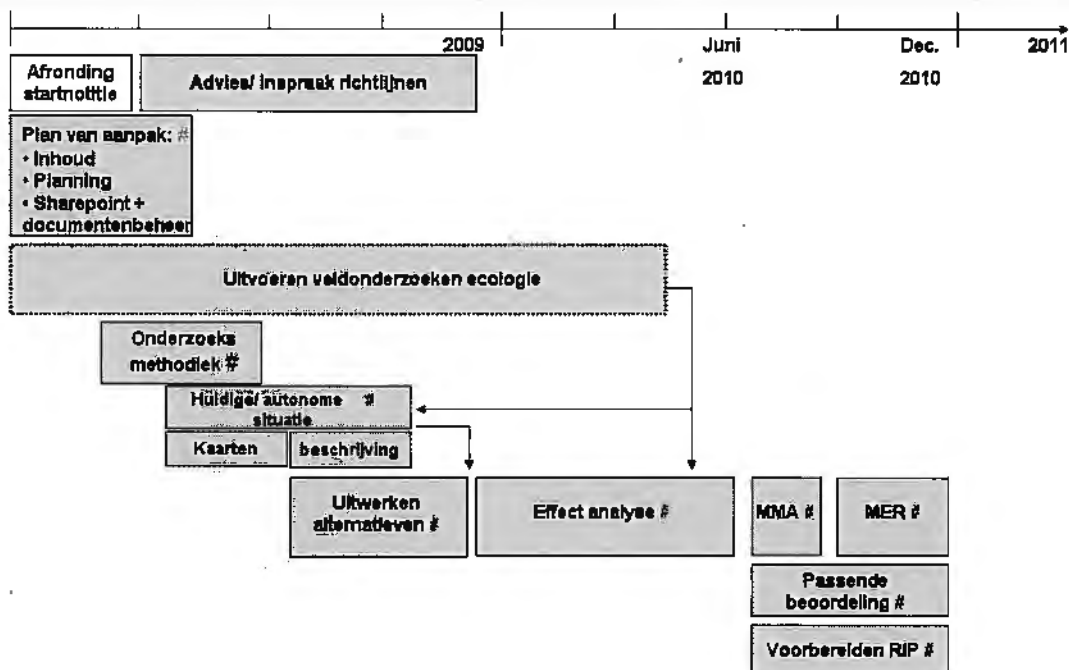 2009 Juni Dec. 2011
2010 2010
Afronding
startnotitie
Advies/ inspraak richtlijnen
Plan van aanpak: #
• Inhoud
• Planning
• Sharepoint +
documentenbeheer
Uitvoeren veldonderzoeken ecologie
Onderzoeks
methodiek #
Huidige/ autonome #
situatie
Kaarten
beschrijving
Uitwerken
alternatieven #
Effect analyse #
MMA #
MER #
Passende
beoordeling #
Voorbereiden RIP #